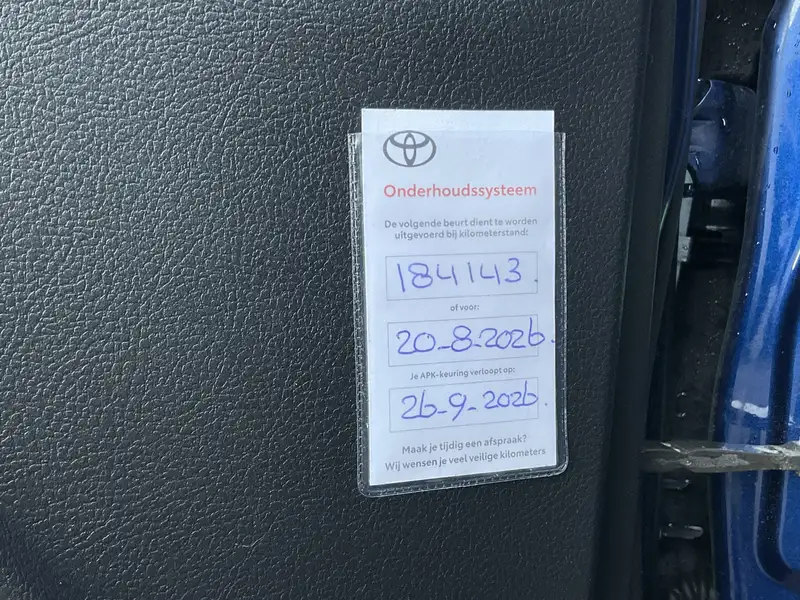 Onderhoudssysteem
De volgende beurt dient te worden
uitgevoerd bij kilometerstand:
184143.
of voor:
20-8-2026.
Je APK-keuring verloopt op:
26-9-2026.
Maak je tijdig een afspraak?
Wij wensen je veel veilige kilometers